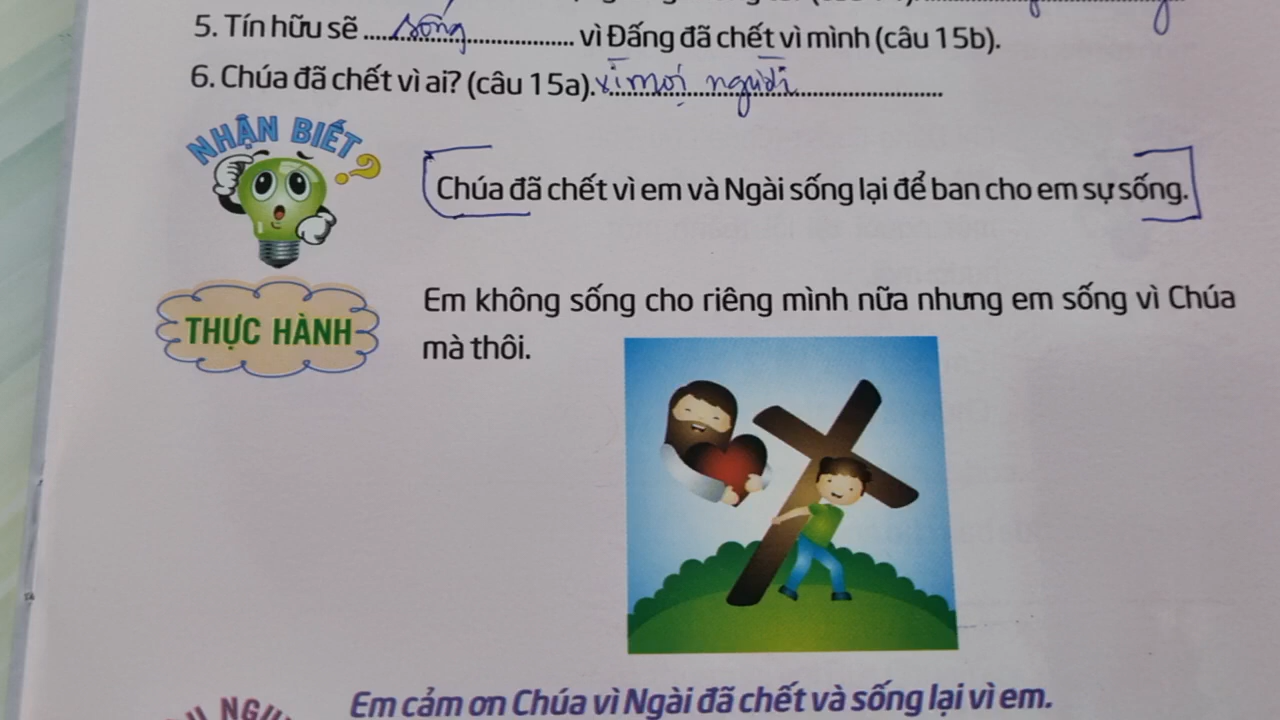 5. Tín hữu sẽ .... sống .... vì Đấng đã chết vì mình (câu 15b).
6. Chúa đã chết vì ai? (câu 15a). vì mọi người
NHẬN BIẾT ?
Chúa đã chết vì em và Ngài sống lại để ban cho em sự sống.
THỰC HÀNH
Em không sống cho riêng mình nữa nhưng em sống vì Chúa
mà thôi.
Em cảm ơn Chúa vì Ngài đã chết và sống lại vì em.